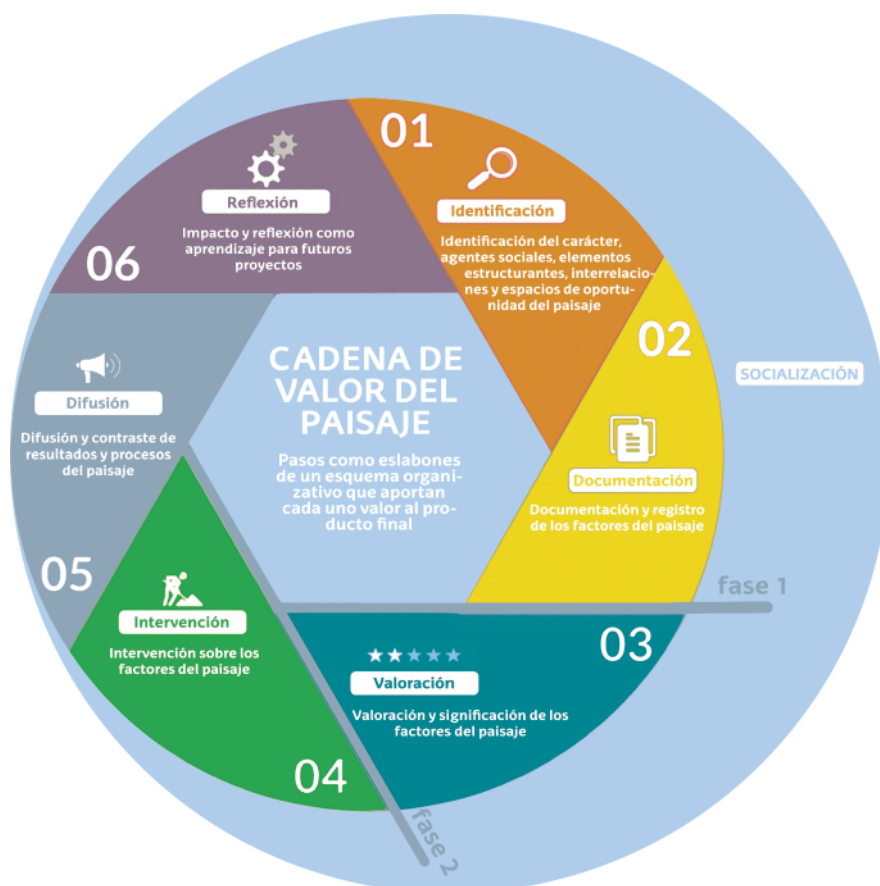 CADENA DE
VALOR DEL
PAISAJE
Pasos como eslabones
de un esquema organi-
zativo que aportan
cada uno valor al pro-
ducto final
01
Identificación
Identificación del carácter,
agentes sociales, elementos
estructurantes, interrelacio-
nes y espacios de oportu-
nidad del paisaje
02
Documentación
Documentación y registro
de los factores del paisaje
fase 1
03
Valoración
Valoración y significación de los
factores del paisaje
fase 2
04
Intervención
Intervención sobre los
factores del paisaje
05
Difusión
Difusión y contraste de
resultados y procesos
del paisaje
06
Reflexión
Impacto y reflexión como
aprendizaje para futuros
proyectos
SOCIALIZACIÓN